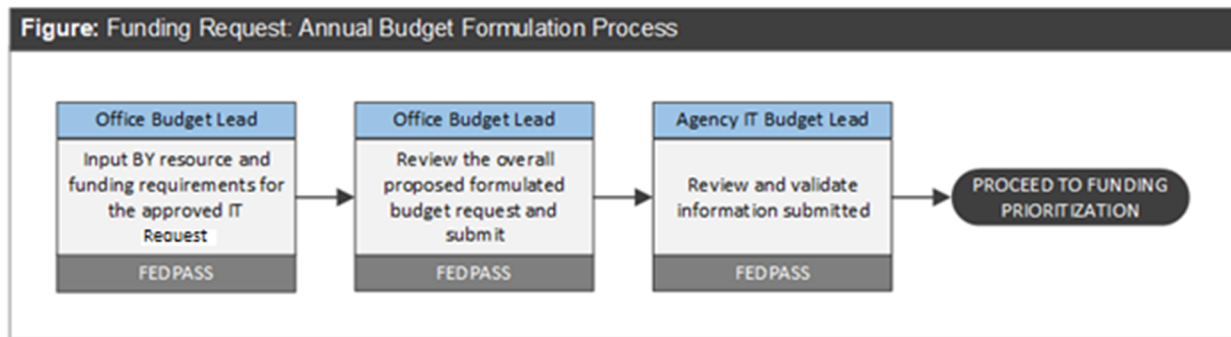 Figure: Funding Request: Annual Budget Formulation Process
Office Budget Lead
Input BY resource and
funding requirements for
the approved IT
Request
FEDPASS
Office Budget Lead
Review the overall
proposed formulated
budget request and
submit
FEDPASS
Agency IT Budget Lead
Review and validate
information submitted
FEDPASS
PROCEED TO FUNDING
PRIORITIZATION